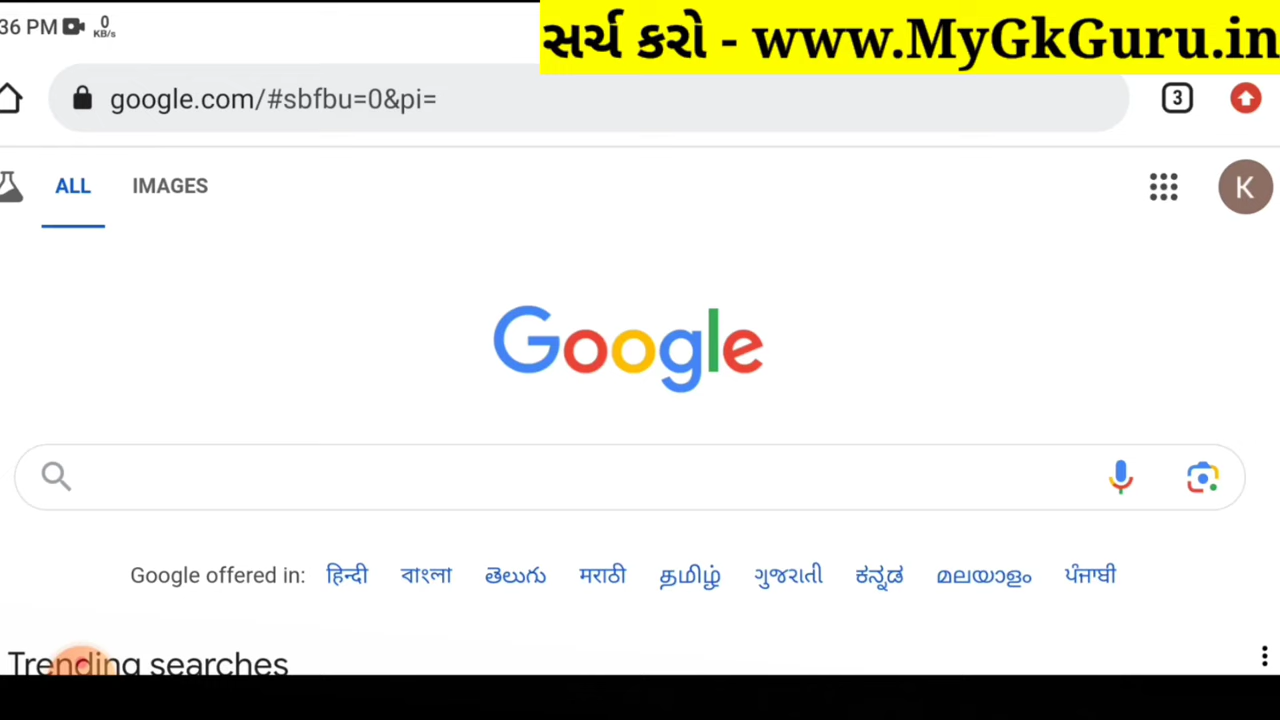 36 PM 0 KB/s
સર્ચ કરો - www.MyGkGuru.in
google.com/#sbfbu=0&pi=
3
ALL IMAGES
K
Google
Google offered in: हिन्दी বাংলা తెలుగు मराठी தமிழ் ગુજરાતી ಕನ್ನಡ മലയാളം ਪੰਜਾਬੀ
Trending searches